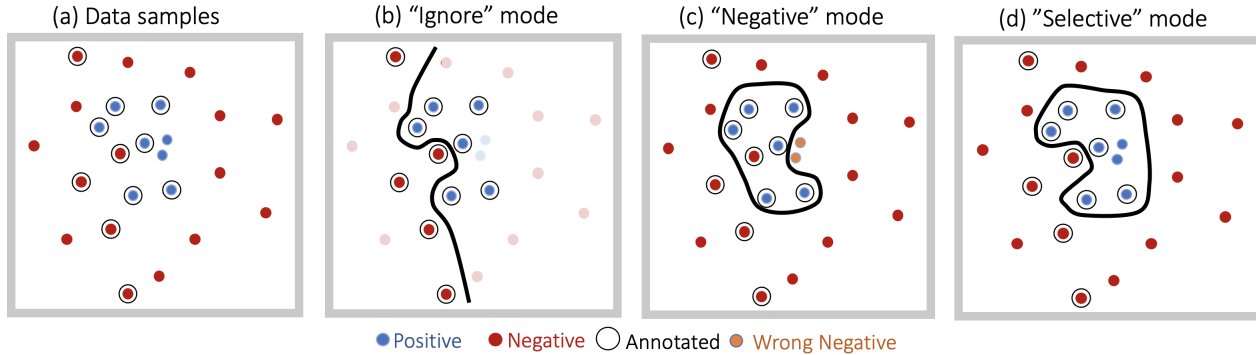 (a) Data samples
(b) “Ignore” mode
(c) “Negative” mode
(d) ”Selective” mode
Positive Negative Annotated Wrong Negative